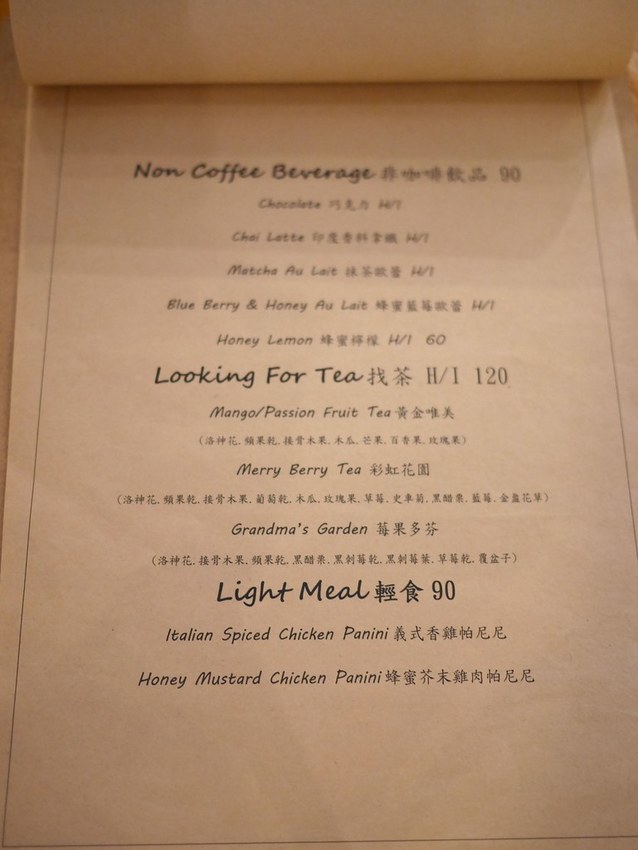 Non Coffee Beverage 非咖啡飲品 90
Chocolate 巧克力 H/I
Chai Latte 印度香料拿鐵 H/I
Matcha Au Lait 抹茶歐蕾 H/I
Blue Berry & Honey Au Lait 蜂蜜藍莓歐蕾 H/I
Honey Lemon 蜂蜜檸檬 H/I 60
Looking For Tea 找茶 H/I 120
Mango/Passion Fruit Tea 黃金唯美
(洛神花.蘋果乾.接骨木果.木瓜.芒果.百香果.玫瑰果)
Merry Berry Tea 彩虹花園
(洛神花.蘋果乾.接骨木果.葡萄乾.木瓜.玫瑰果.草莓.史車菊.黑醋栗.藍莓.金盞花草)
Grandma's Garden 莓果多芬
(洛神花.接骨木果.蘋果乾.黑醋栗.黑刺莓乾.黑刺莓葉.草莓乾.覆盆子)
Light Meal 輕食 90
Italian Spiced Chicken Panini 義式香雞帕尼尼
Honey Mustard Chicken Panini 蜂蜜芥末雞肉帕尼尼